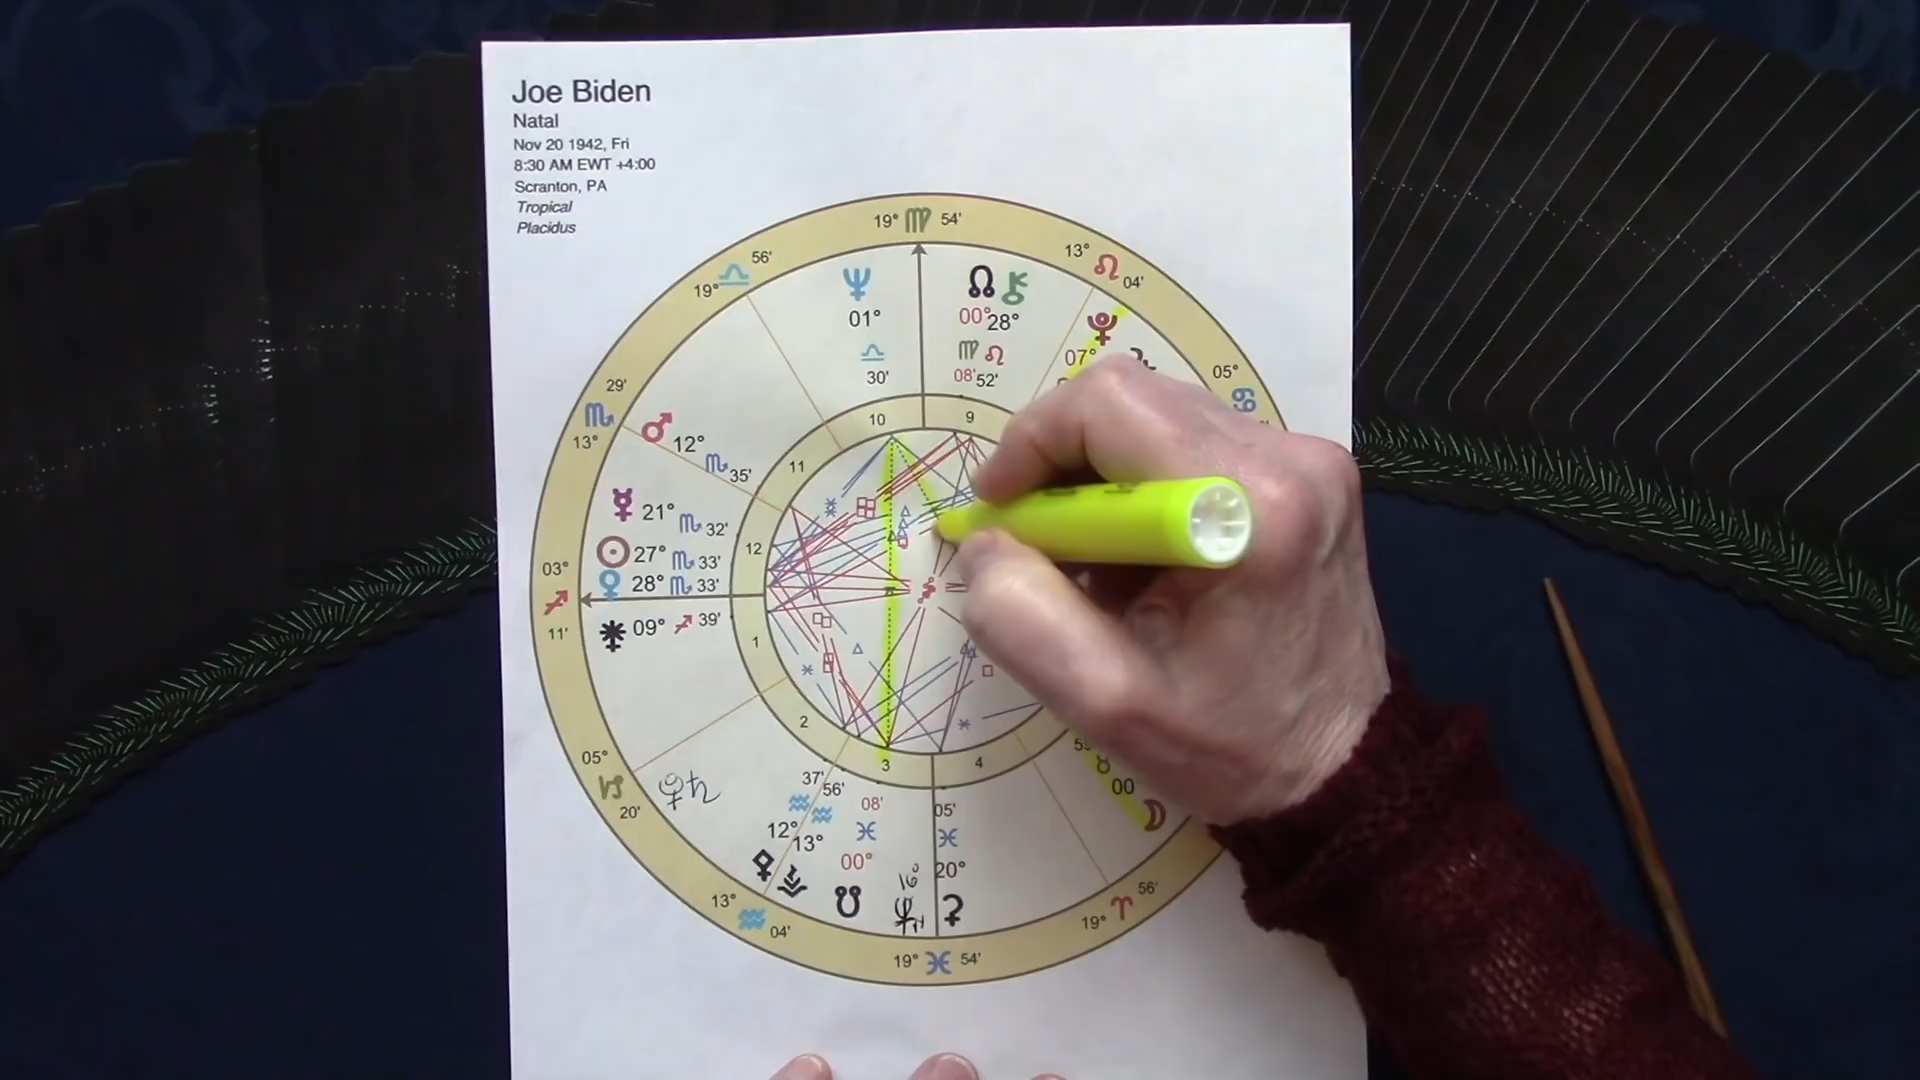 Joe Biden
Natal
Nov 20 1942, Fri
8:30 AM EWT +4:00
Scranton, PA
Tropical
Placidus
19° ♍ 54'
13° ♌ 04'
56' ♎ 19°
♆ 01° ♎ 30'
☊ 00° ♍ 08'
⚷ 28° ♌ 52'
♇ 07°
05° ♋
29' ♏ 13°
♂ 12° ♏ 35'
☿ 21° ♏ 32'
☉ 27° ♏ 33'
♀ 28° ♏ 33'
03° ♐ 11'
⚵ 09° ♐ 39'
10
9
11
12
1
2
3
4
05° ♑ 20'
♆ ♄
37' ♒ 12° ⚴
56' ♒ 13° ⚶
08' ♓ 00° ☋
16°
05' ♓ 20° ⚳
♉ 00 ☽
13° ♒ 04'
19° ♓ 54'
19° ♈ 56'